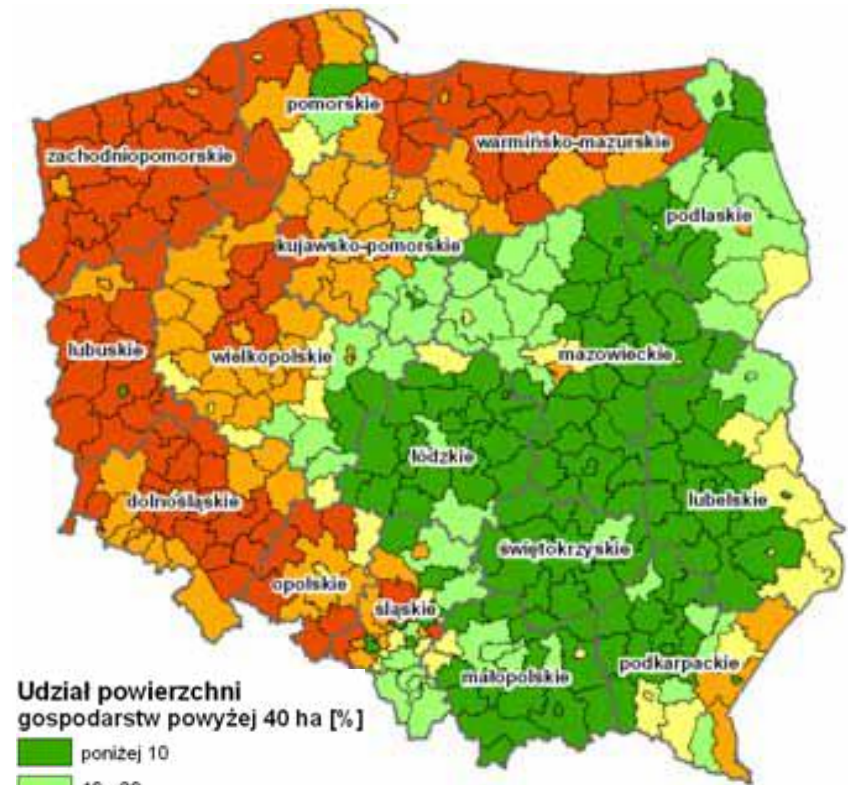 pomorskie
warmińsko-mazurskie
zachodniopomorskie
podlaskie
kujawsko-pomorskie
lubuskie
wielkopolskie
mazowieckie
łódzkie
lubelskie
dolnośląskie
świętokrzyskie
opolskie
śląskie
małopolskie
podkarpackie
Udział powierzchni
gospodarstw powyżej 40 ha [%]
poniżej 10